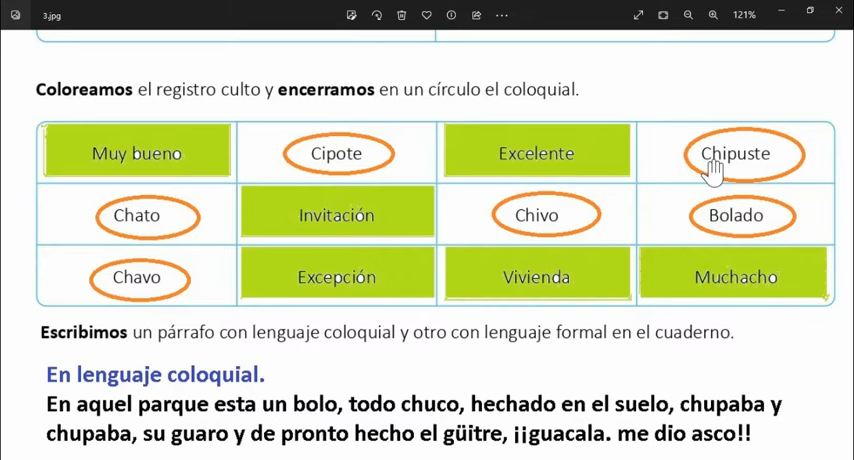 3.jpg
121%
Coloreamos el registro culto y encerramos en un círculo el coloquial.
Muy bueno Cipote Excelente Chipuste
Chato Invitación Chivo Bolado
Chavo Excepción Vivienda Muchacho
Escribimos un párrafo con lenguaje coloquial y otro con lenguaje formal en el cuaderno.
En lenguaje coloquial.
En aquel parque esta un bolo, todo chuco, hechado en el suelo, chupaba y
chupaba, su guaro y de pronto hecho el güitre, ¡¡guacala. me dio asco!!